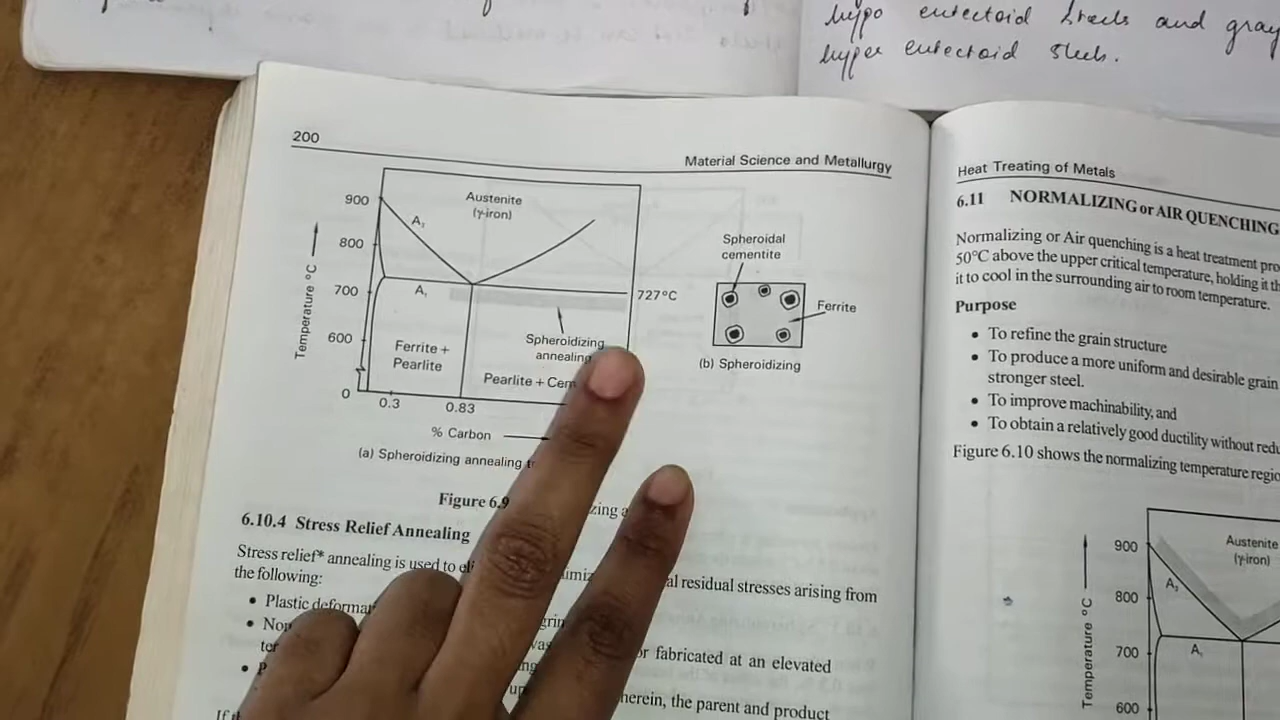 hypo eutectoid steels and gray
hyper eutectoid steels.
200
Material Science and Metallurgy
900
800
700
600
0
Temperature °C
Austenite
(γ-iron)
A₃
A₁
727°C
Spheroidizing
annealing
Ferrite +
Pearlite
Pearlite + Cem
0.3
0.83
% Carbon
(a) Spheroidizing annealing t
Spheroidal
cementite
Ferrite
(b) Spheroidizing
Figure 6.9
zing a
6.10.4 Stress Relief Annealing
Stress relief* annealing is used to al residual stresses arising from
the following:
• Plastic
• or fabricated at an elevated
• herein, the parent and product
Heat Treating of Metals
6.11 NORMALIZING or AIR QUENCHING
Normalizing or Air quenching is a heat treatment pro
50°C above the upper critical temperature, holding it th
it to cool in the surrounding air to room temperature.
Purpose
• To refine the grain structure
• To produce a more uniform and desirable grain
stronger steel.
• To improve machinability, and
• To obtain a relatively good ductility without redu
Figure 6.10 shows the normalizing temperature regio
900
800
700
600
Temperature °C
Austenite
(γ-iron)
A₃
A₁